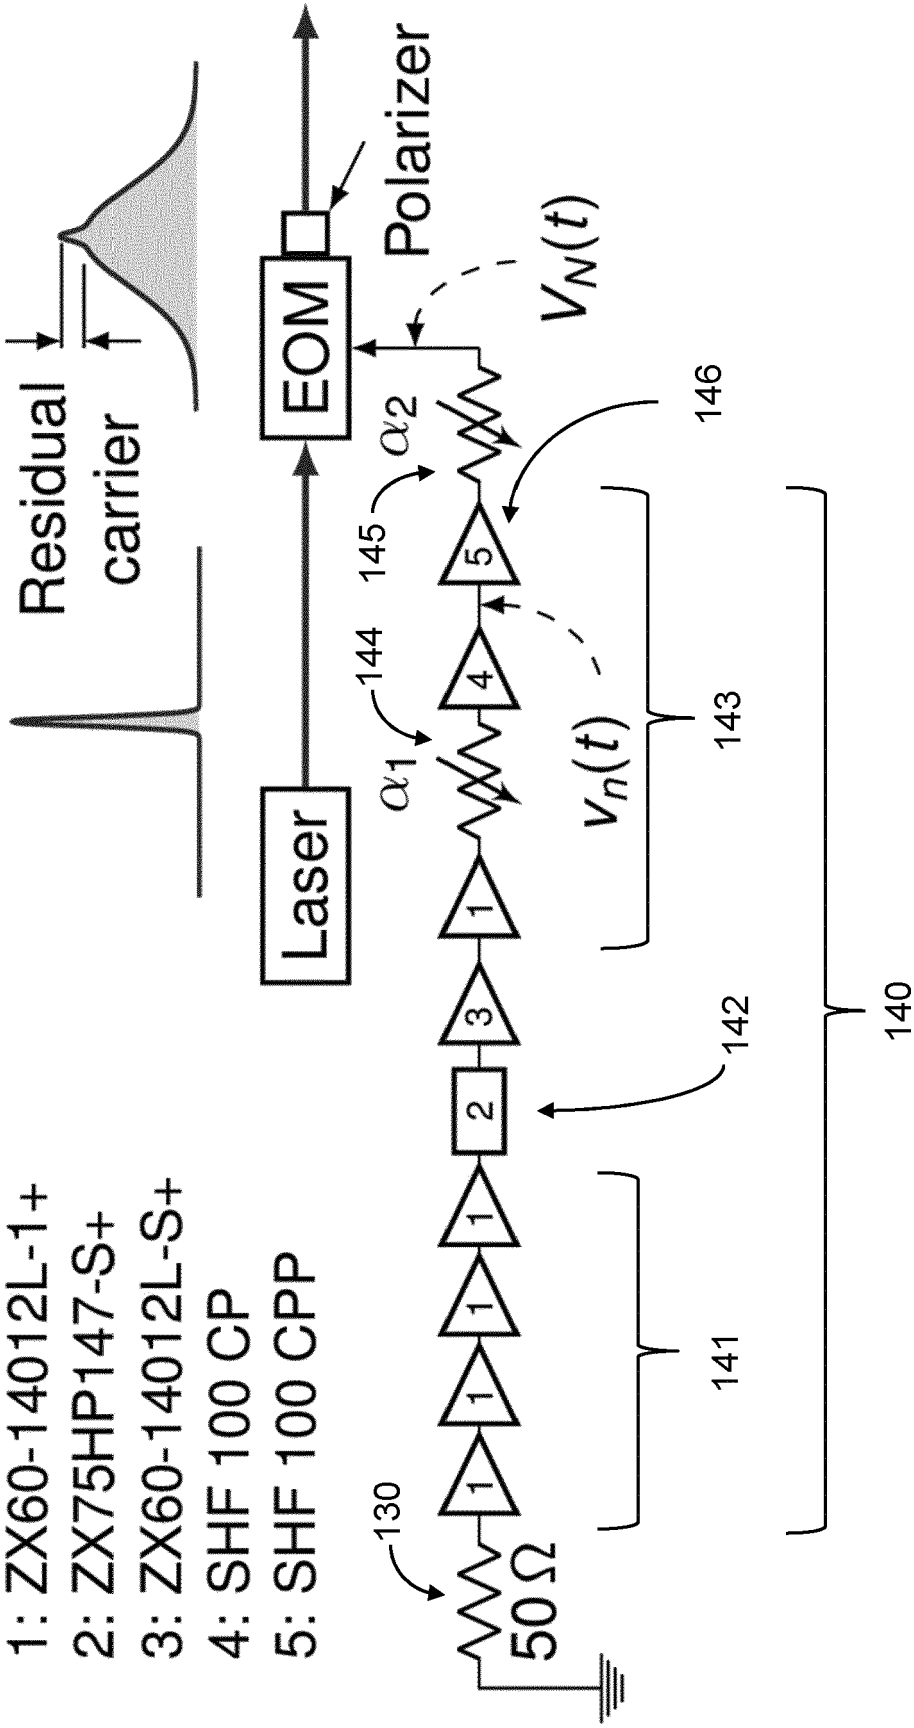 1: ZX60-14012L-1+
2: ZX75HP147-S+
3: ZX60-14012L-S+
4: SHF 100 CP
5: SHF 100 CPP
Residual
carrier
Laser
EOM
Polarizer
130
50 Ω
1
1
1
1
2
3
1
α1
144
4
5
145
α2
146
vn(t)
VN(t)
141
142
143
140